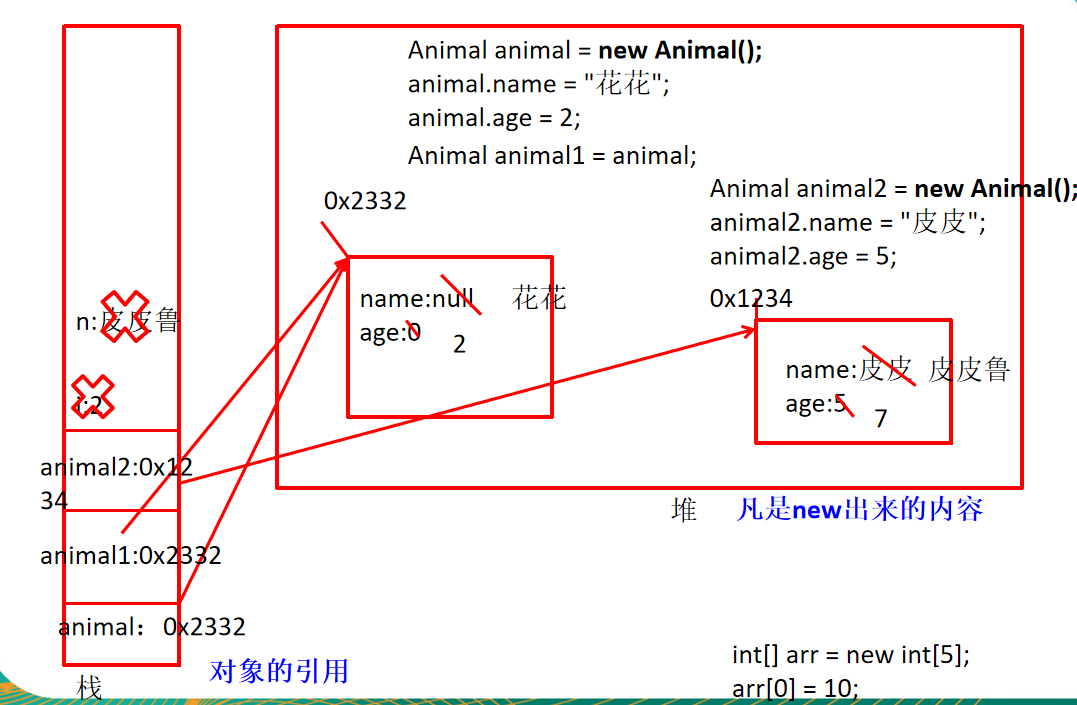 Animal animal = new Animal();
animal.name = "花花";
animal.age = 2;
Animal animal1 = animal;
Animal animal2 = new Animal();
animal2.name = "皮皮";
animal2.age = 5;
0x2332
0x1234
name:null 花花
age:0 2
name:皮皮 皮皮鲁
age:5 7
n:皮皮鲁
i:2
animal2:0x12
34
animal1:0x2332
animal：0x2332
堆 凡是new出来的内容
对象的引用
栈
int[] arr = new int[5];
arr[0] = 10;